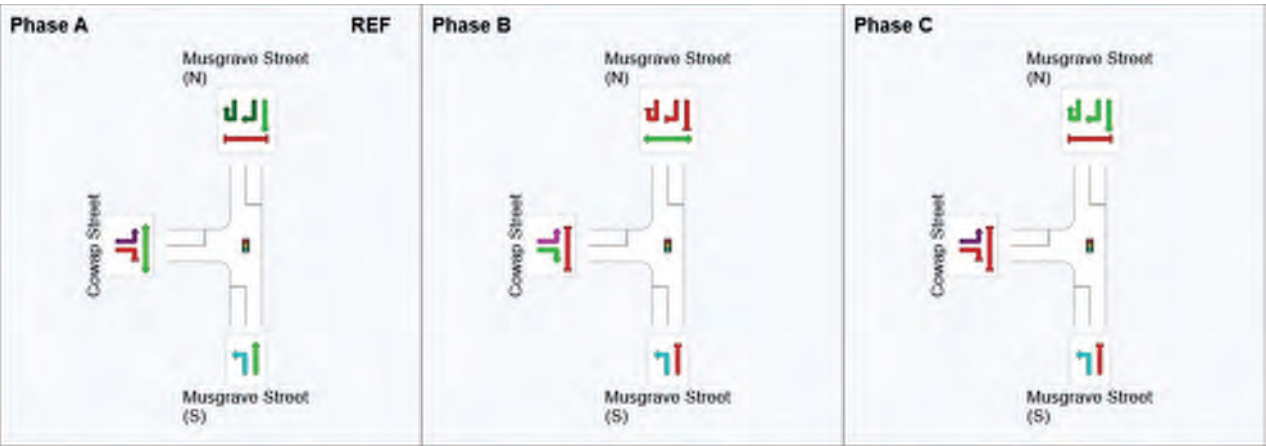 Phase A REF
Musgrave Street
(N)
Cowap Street
Musgrave Street
(S)
Phase B
Musgrave Street
(N)
Cowap Street
Musgrave Street
(S)
Phase C
Musgrave Street
(N)
Cowap Street
Musgrave Street
(S)